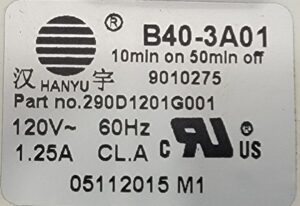 ®
B40-3A01
10min on 50min off
汉 HANYU 宇 9010275
Part no.290D1201G001
120V~ 60Hz
1.25A CL.A c RU US
05112015 M1